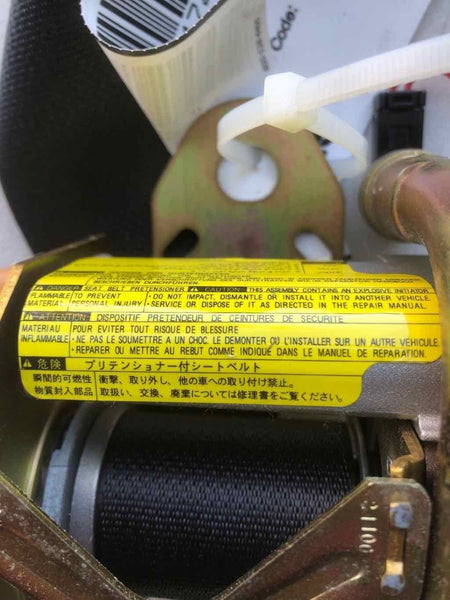 Code:
BESCHRIEBEN DURCHFÜHREN
⚠ DANGER SEAT BELT PRETENSIONER ⚠ CAUTION THIS ASSEMBLY CONTAINS AN EXPLOSIVE INITIATOR.
FLAMMABLE TO PREVENT · DO NOT IMPACT, DISMANTLE OR INSTALL IT INTO ANOTHER VEHICLE.
MATERIAL PERSONAL INJURY · SERVICE OR DISPOSE OF IT AS DIRECTED IN THE REPAIR MANUAL.
⚠ ATTENTION DISPOSITIF PRETENDEUR DE CEINTURES DE SECURITE
MATERIAU POUR EVITER TOUT RISQUE DE BLESSURE
INFLAMMABLE · NE PAS LE SOUMETTRE A UN CHOC, LE DEMONTER OU L'INSTALLER SUR UN AUTRE VEHICULE.
· REPARER OU METTRE AU REBUT COMME INDIQUE DANS LE MANUEL DE REPARATION.
⚠ 危険 プリテンショナー付シートベルト
瞬間的可燃性 衝撃、取り外し、他の車への取り付け禁止。
物質封入部品 取扱い、交換、廃棄については修理書をご覧ください。